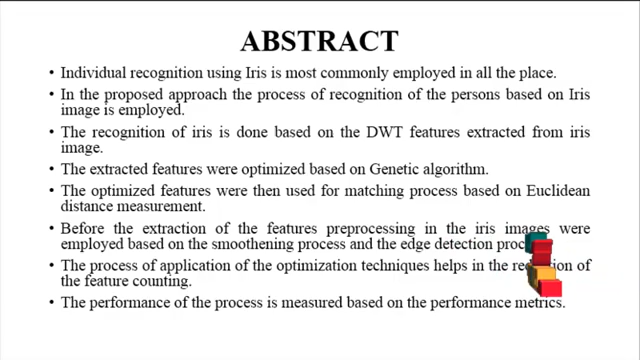 ABSTRACT
• Individual recognition using Iris is most commonly employed in all the place.
• In the proposed approach the process of recognition of the persons based on Iris
image is employed.
• The recognition of iris is done based on the DWT features extracted from iris
image.
• The extracted features were optimized based on Genetic algorithm.
• The optimized features were then used for matching process based on Euclidean
distance measurement.
• Before the extraction of the features preprocessing in the iris images were
employed based on the smoothening process and the edge detection
• The process of application of the optimization techniques helps in the of
the feature counting.
• The performance of the process is measured based on the performance metrics.